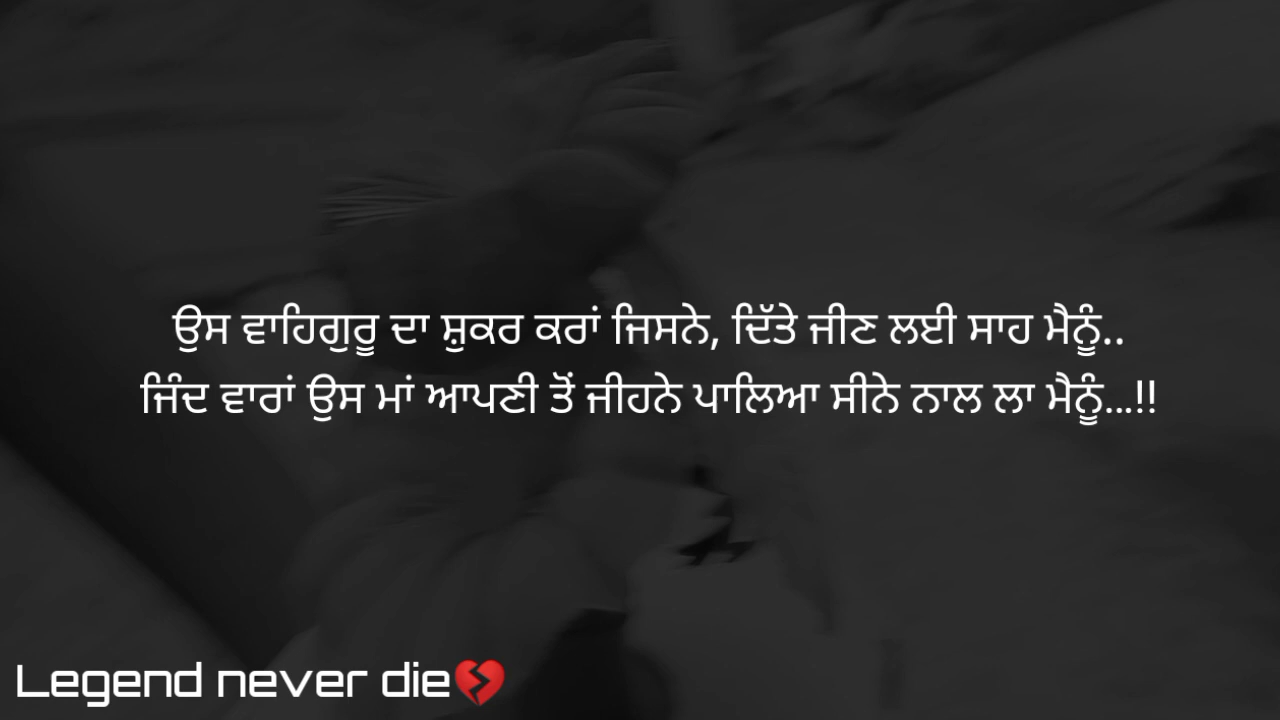 ਉਸ ਵਾਹਿਗੁਰੂ ਦਾ ਸ਼ੁਕਰ ਕਰਾਂ ਜਿਸਨੇ, ਦਿੱਤੇ ਜੀਣ ਲਈ ਸਾਹ ਮੈਨੂੰ..
ਜਿੰਦ ਵਾਰਾਂ ਉਸ ਮਾਂ ਆਪਣੀ ਤੋਂ ਜੀਹਨੇ ਪਾਲਿਆ ਸੀਨੇ ਨਾਲ ਲਾ ਮੈਨੂੰ...!!
Legend never die💔